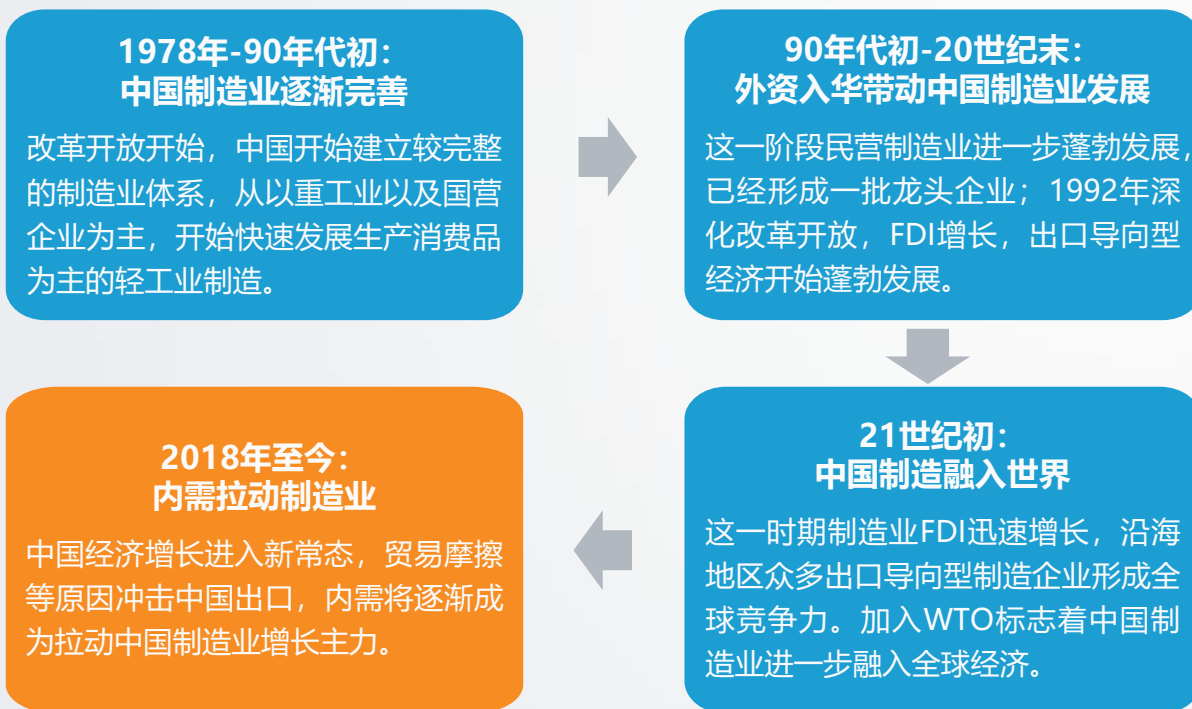 1978年-90年代初：
中国制造业逐渐完善
改革开放开始，中国开始建立较完整
的制造业体系，从以重工业以及国营
企业为主，开始快速发展生产消费品
为主的轻工业制造。
90年代初-20世纪末：
外资入华带动中国制造业发展
这一阶段民营制造业进一步蓬勃发展，
已经形成一批龙头企业；1992年深
化改革开放，FDI增长，出口导向型
经济开始蓬勃发展。
21世纪初：
中国制造融入世界
这一时期制造业FDI迅速增长，沿海
地区众多出口导向型制造企业形成全
球竞争力。加入WTO标志着中国制
造业进一步融入全球经济。
2018年至今：
内需拉动制造业
中国经济增长进入新常态，贸易摩擦
等原因冲击中国出口，内需将逐渐成
为拉动中国制造业增长主力。